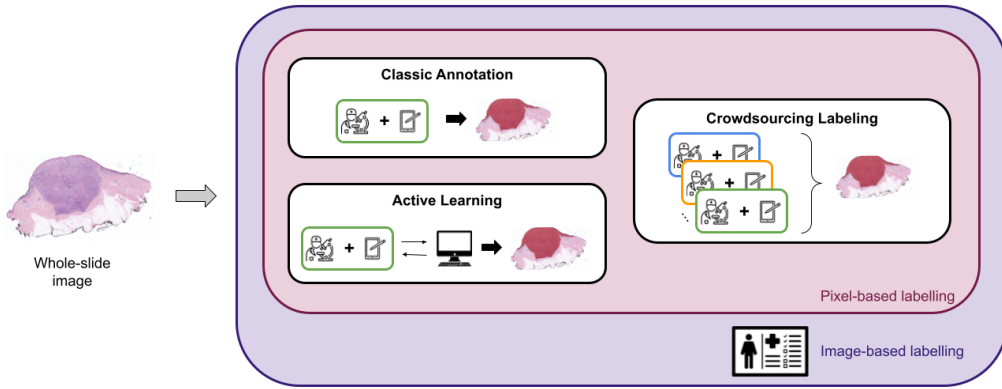 Whole-slide
image
Classic Annotation
+
Active Learning
+
Crowdsourcing Labeling
+
+
+
Pixel-based labelling
Image-based labelling